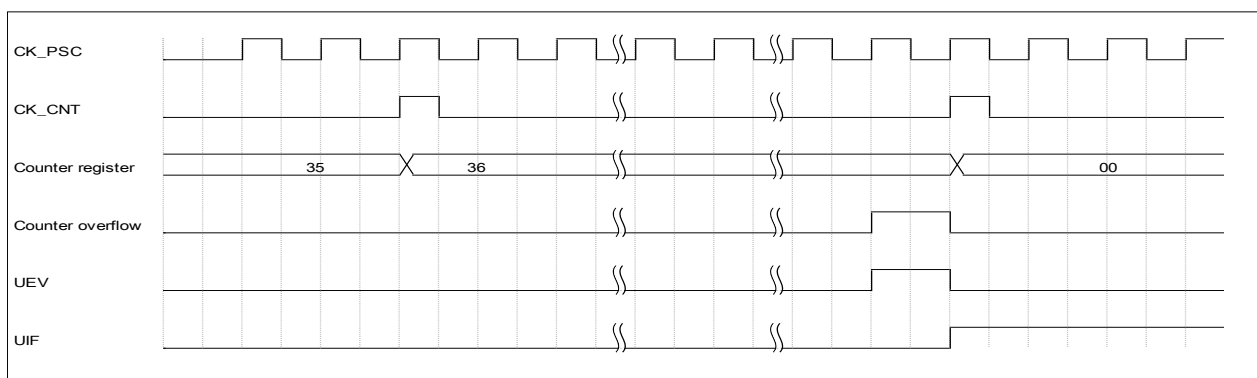 CK_PSC
CK_CNT
Counter register 35 36 00
Counter overflow
UEV
UIF